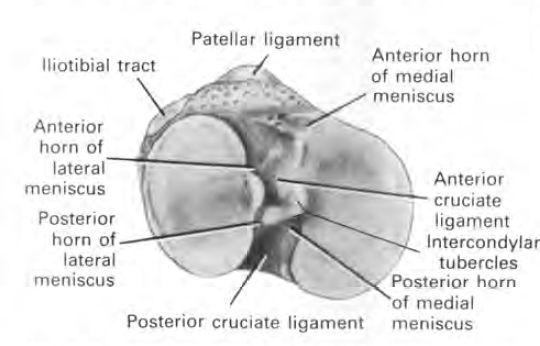 Patellar ligament
Iliotibial tract
Anterior horn
of medial
meniscus
Anterior
horn of
lateral
meniscus
Anterior
cruciate
ligament
Posterior
horn of
lateral
meniscus
Intercondylar
tubercles
Posterior horn
of medial
meniscus
Posterior cruciate ligament